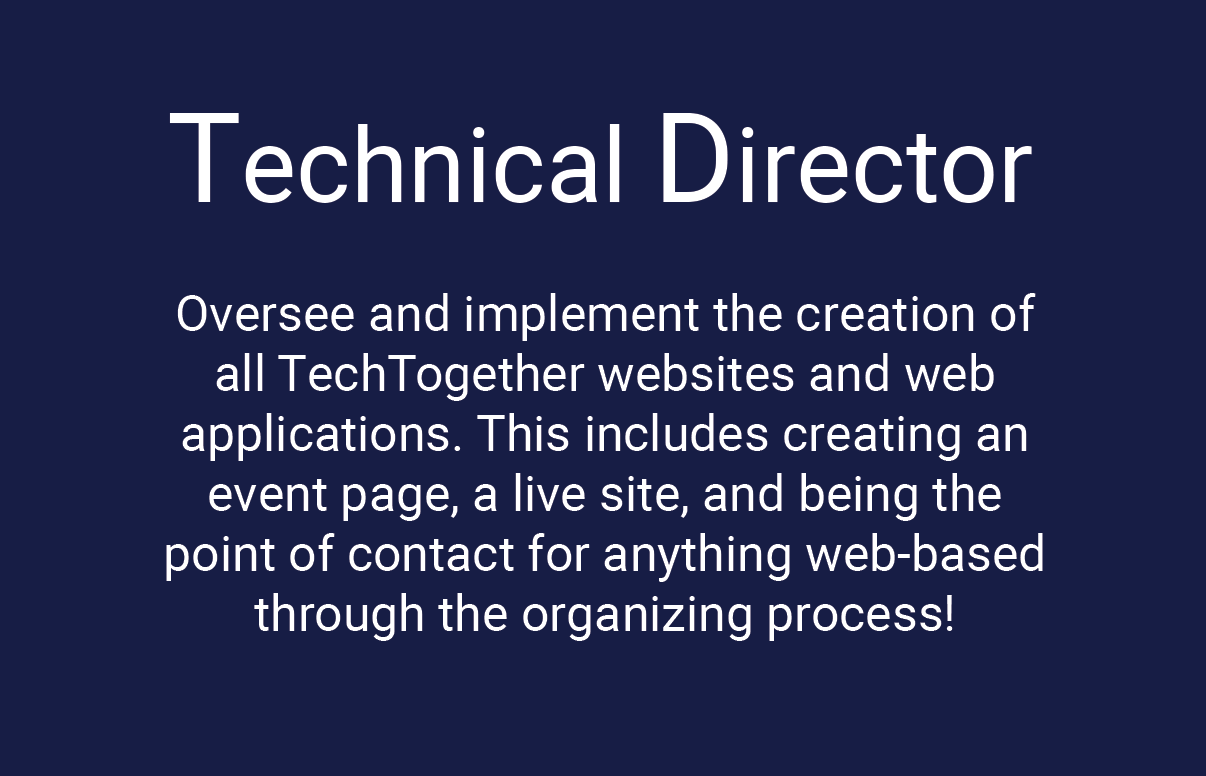 Technical Director
Oversee and implement the creation of
all TechTogether websites and web
applications. This includes creating an
event page, a live site, and being the
point of contact for anything web-based
through the organizing process!